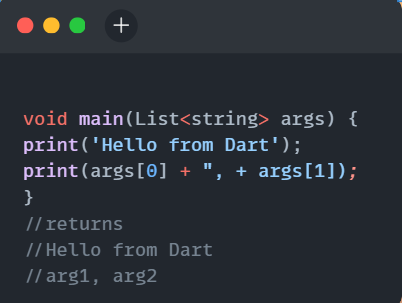 void main(List<string> args) {
print('Hello from Dart');
print(args[0] + ", + args[1]);
}
//returns
//Hello from Dart
//arg1, arg2